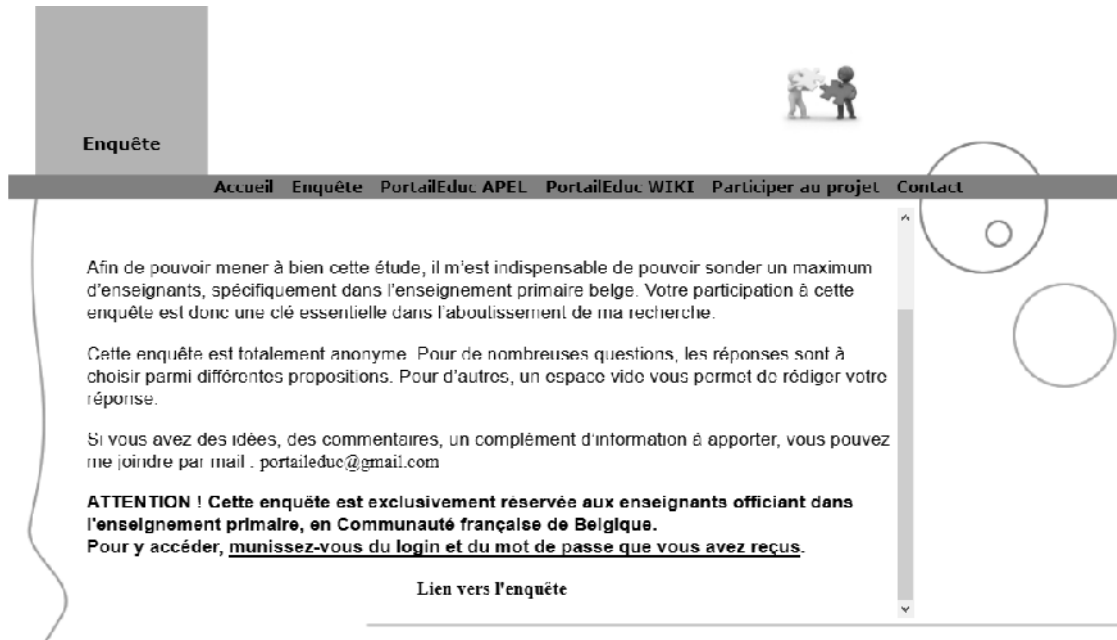 Enquête
Accueil Enquête PortailEduc APEL PortailEduc WIKI Participer au projet Contact
Afin de pouvoir mener à bien cette étude, il m'est indispensable de pouvoir sonder un maximum
d'enseignants, spécifiquement dans l'enseignement primaire belge. Votre participation à cette
enquête est donc une clé essentielle dans l'aboutissement de ma recherche.
Cette enquête est totalement anonyme. Pour de nombreuses questions, les réponses sont à
choisir parmi différentes propositions. Pour d'autres, un espace vide vous permet de rédiger votre
réponse.
Si vous avez des idées, des commentaires, un complément d'information à apporter, vous pouvez
me joindre par mail : portaileduc@gmail.com
ATTENTION ! Cette enquête est exclusivement réservée aux enseignants officiant dans
l'enseignement primaire, en Communauté française de Belgique.
Pour y accéder, munissez-vous du login et du mot de passe que vous avez reçus.
Lien vers l'enquête